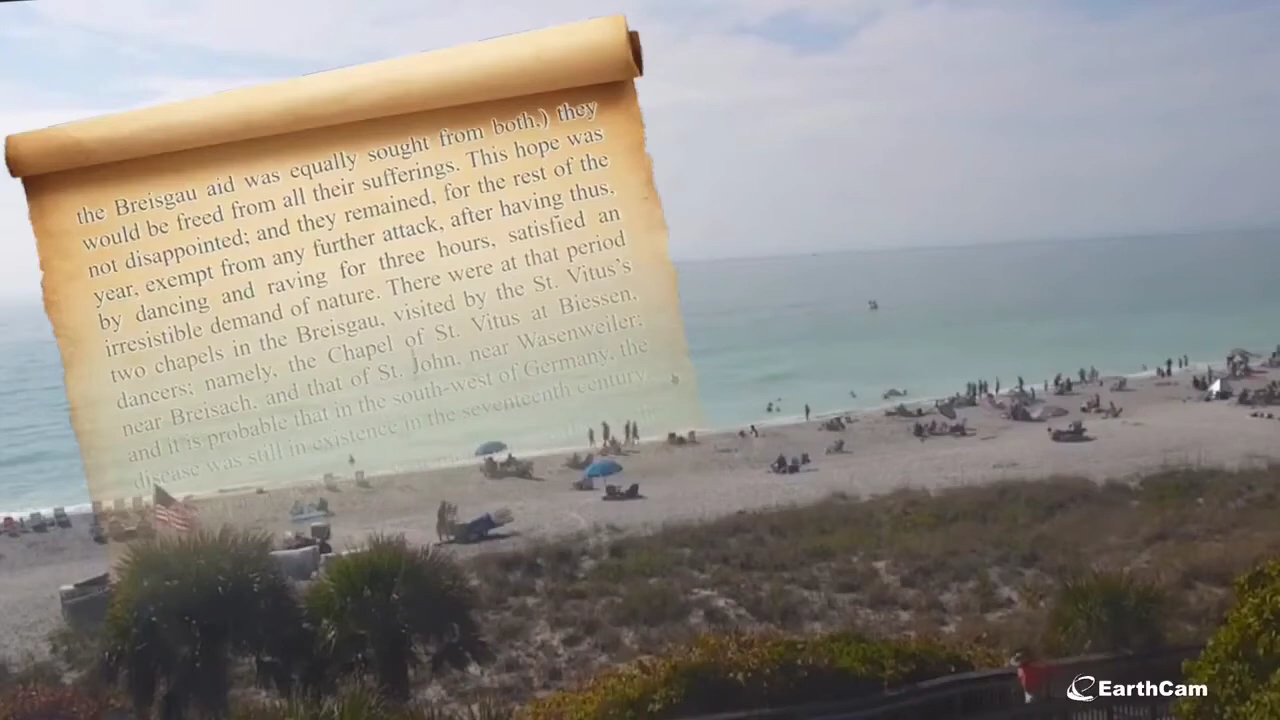 the Breisgau aid was equally sought from both.) they
would be freed from all their sufferings. This hope was
not disappointed; and they remained, for the rest of the
year, exempt from any further attack, after having thus,
by dancing and raving for three hours, satisfied an
irresistible demand of nature. There were at that period
two chapels in the Breisgau, visited by the St. Vitus's
dancers; namely, the Chapel of St. Vitus at Biessen,
near Breisach, and that of St. John, near Wasenweiler;
and it is probable that in the south-west of Germany, the
disease was still in existence in the seventeenth century
EarthCam